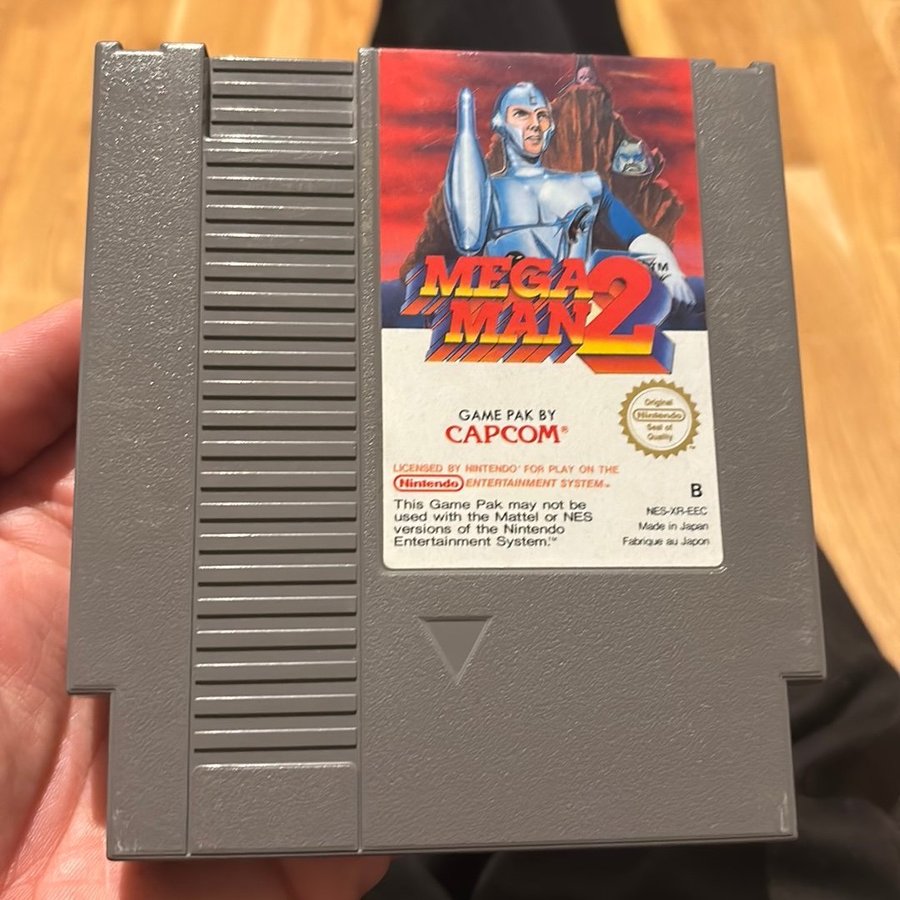 MEGA
MAN 2 TM
GAME PAK BY
CAPCOM®
Original
Nintendo
Seal of
Quality
LICENSED BY NINTENDO® FOR PLAY ON THE
Nintendo ENTERTAINMENT SYSTEM™
This Game Pak may not be
used with the Mattel or NES
versions of the Nintendo
Entertainment System.™
B
NES-XR-EEC
Made in Japan
Fabrique au Japon